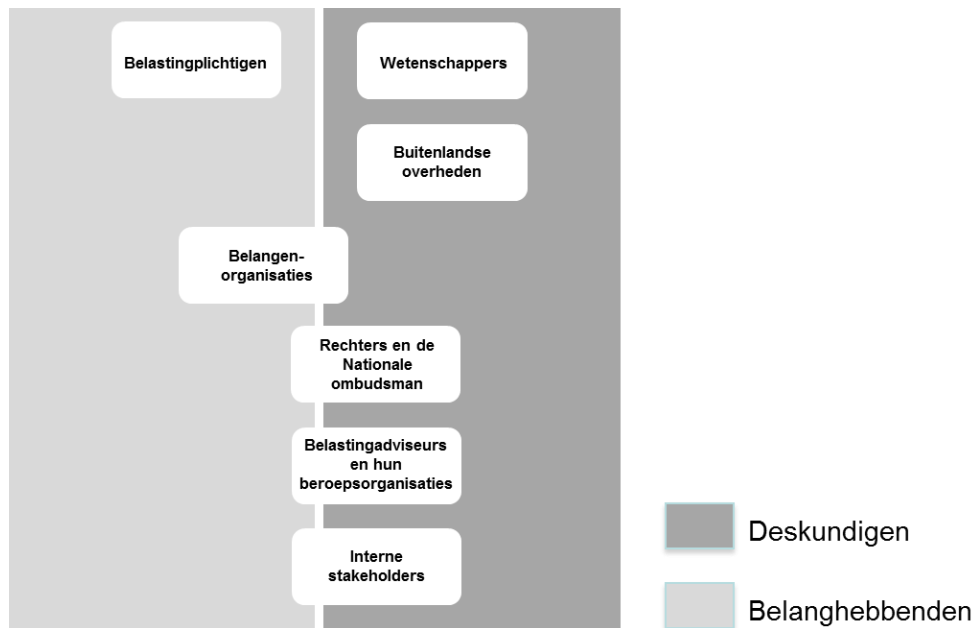 Belastingplichtigen
Wetenschappers
Buitenlandse
overheden
Belangen-
organisaties
Rechters en de
Nationale
ombudsman
Belastingadviseurs
en hun
beroepsorganisaties
Interne
stakeholders
Deskundigen
Belanghebbenden